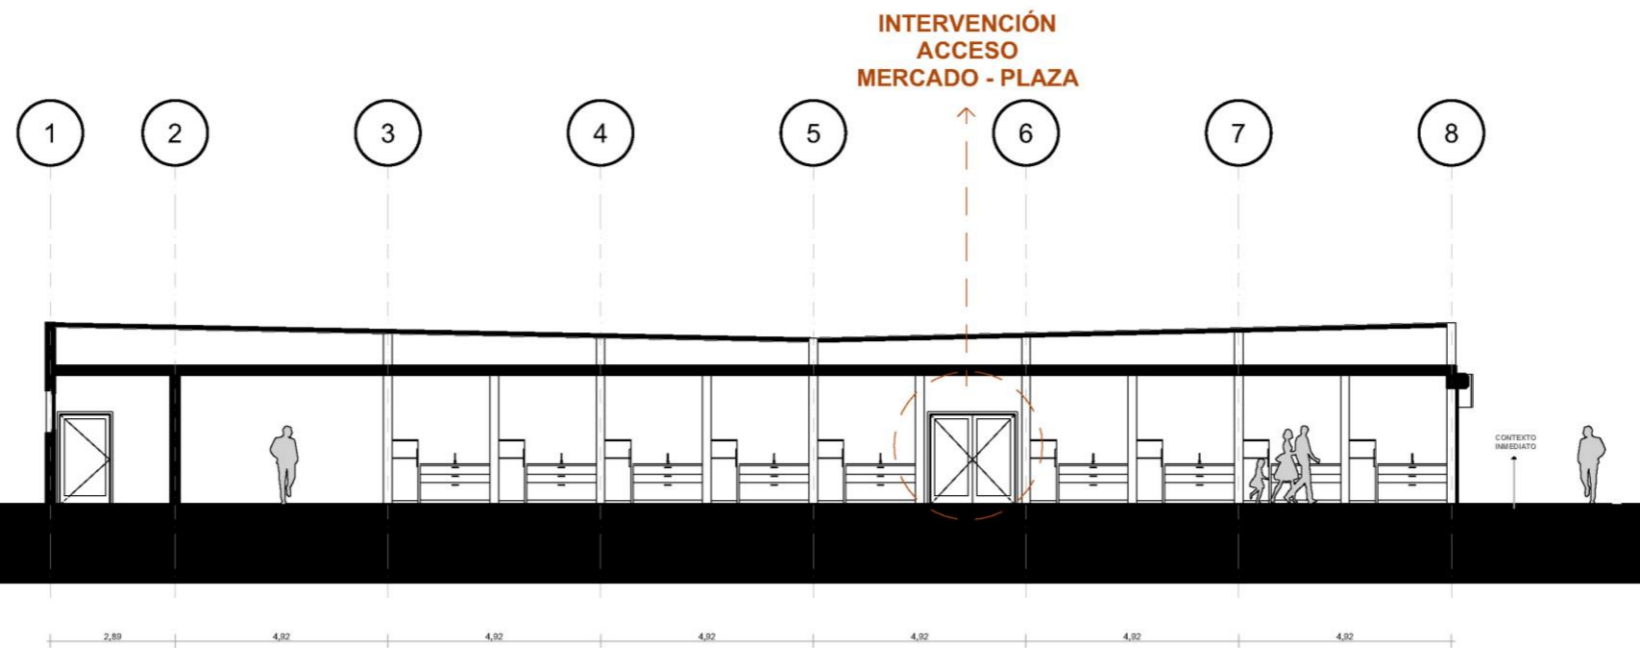 INTERVENCIÓN
ACCESO
MERCADO - PLAZA
1 2 3 4 5 6 7 8
CONTEXTO
INMEDIATO
2,89 4,92 4,92 4,92 4,92 4,92 4,92